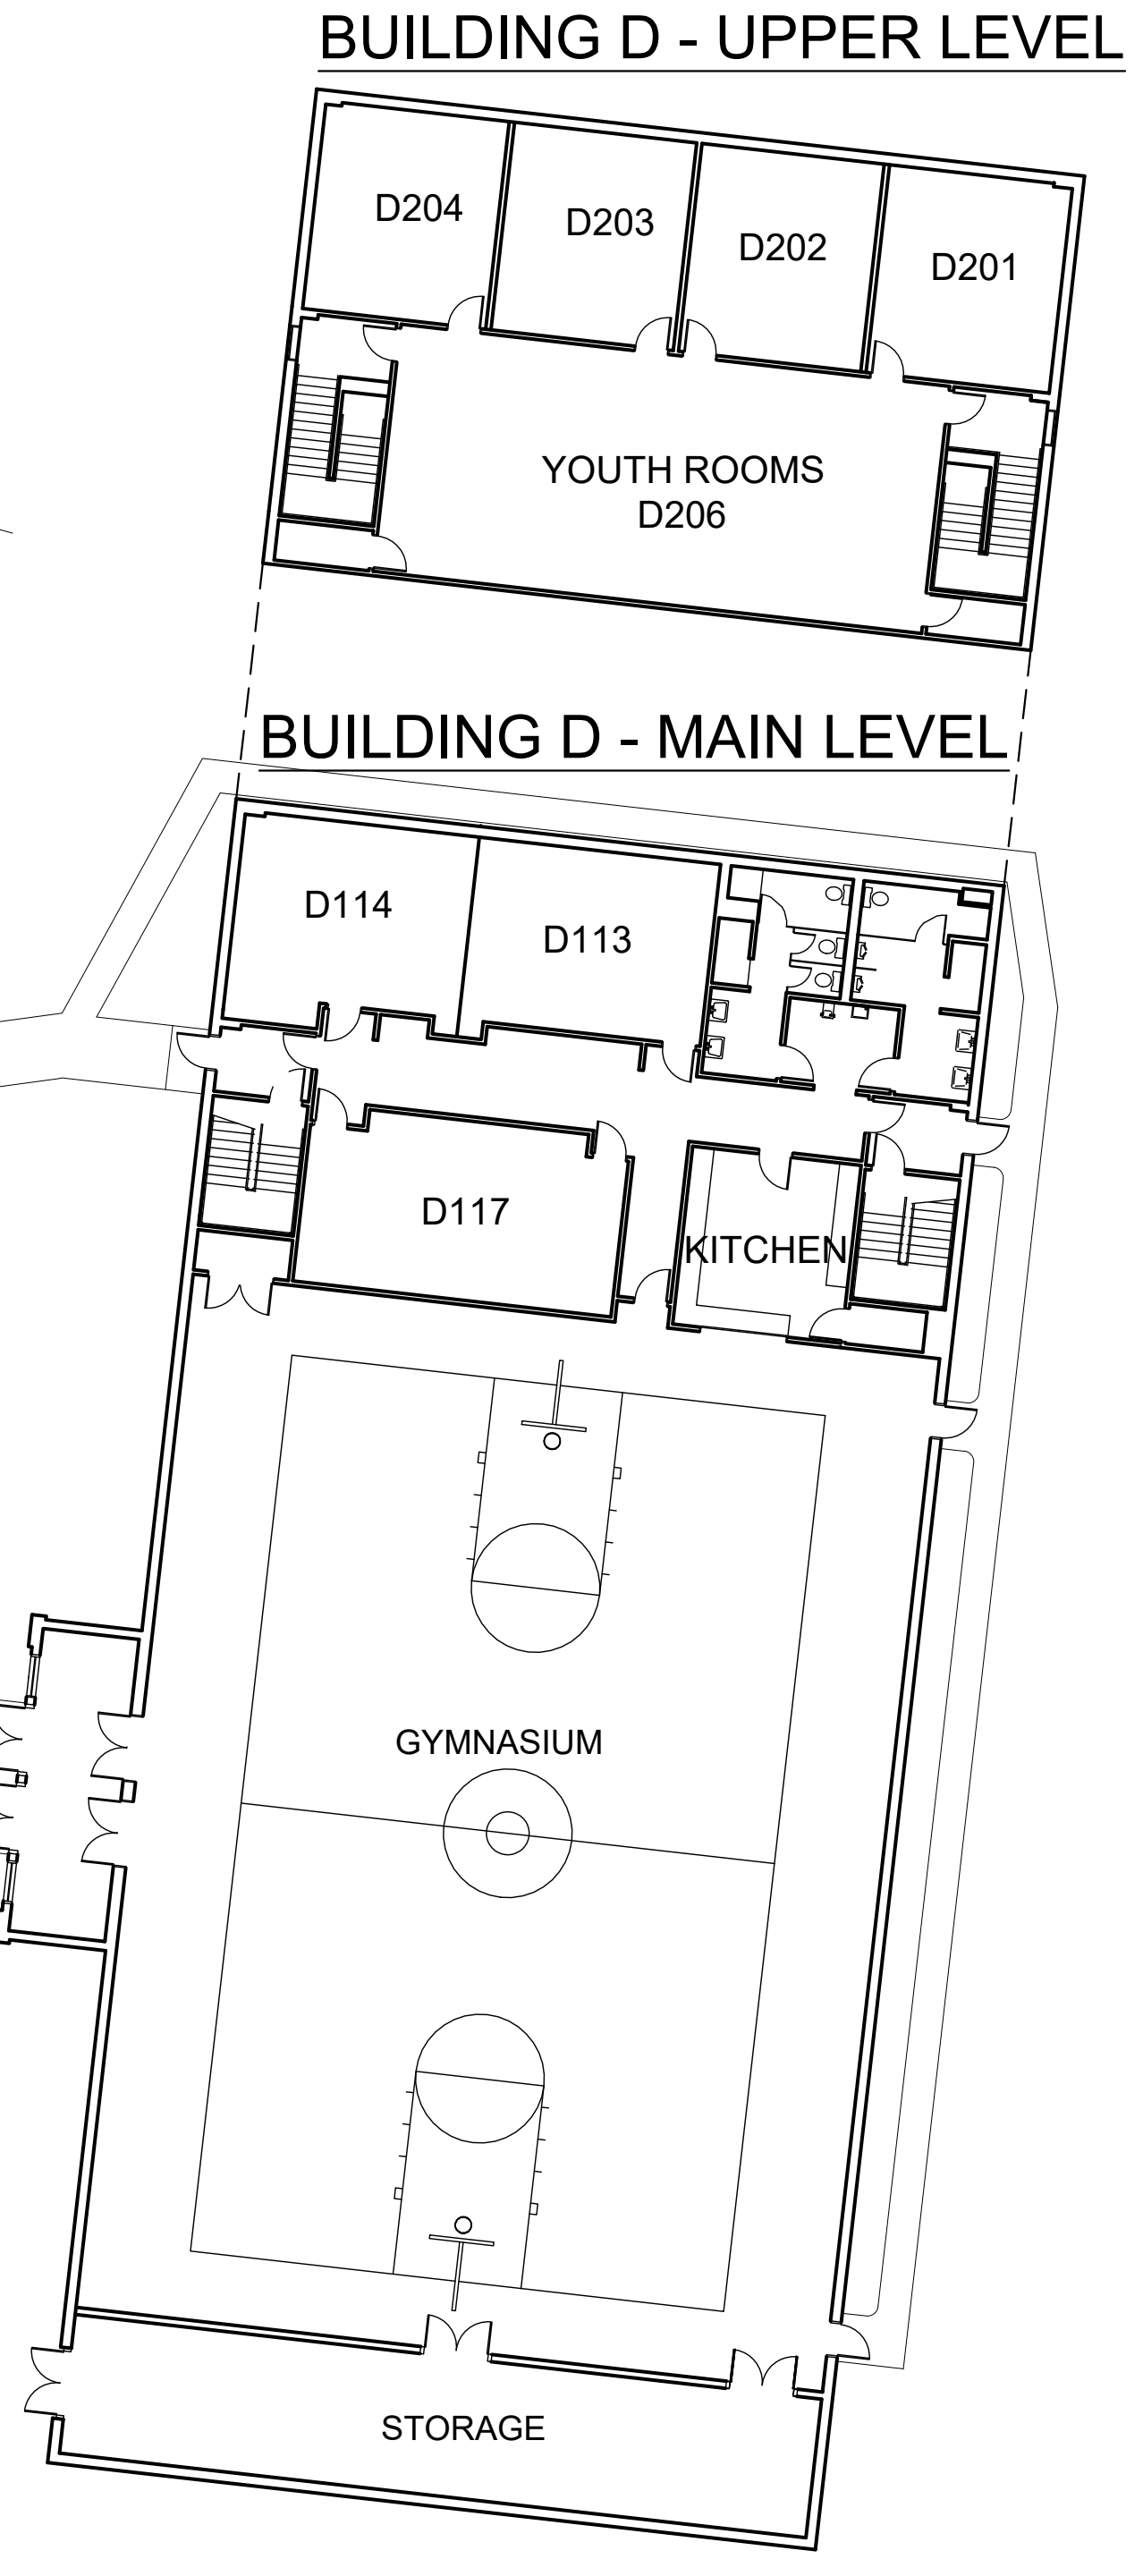 BUILDING D - UPPER LEVEL
D204
D203
D202
D201
YOUTH ROOMS
D206
BUILDING D - MAIN LEVEL
D114
D113
D117
KITCHEN
GYMNASIUM
STORAGE